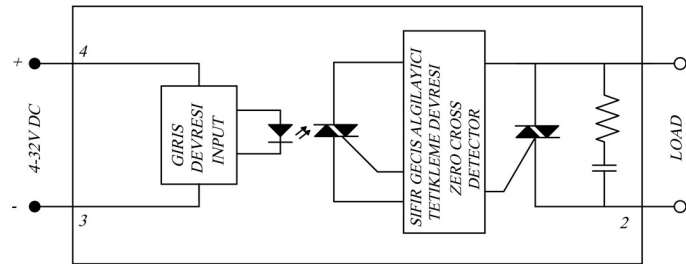 4
+
4-32V DC
-
3
GIRIS
DEVRESI
INPUT
SIFIR GECIS ALGILAYICI
TETIKLEME DEVRESI
ZERO CROSS
DETECTOR
LOAD
2